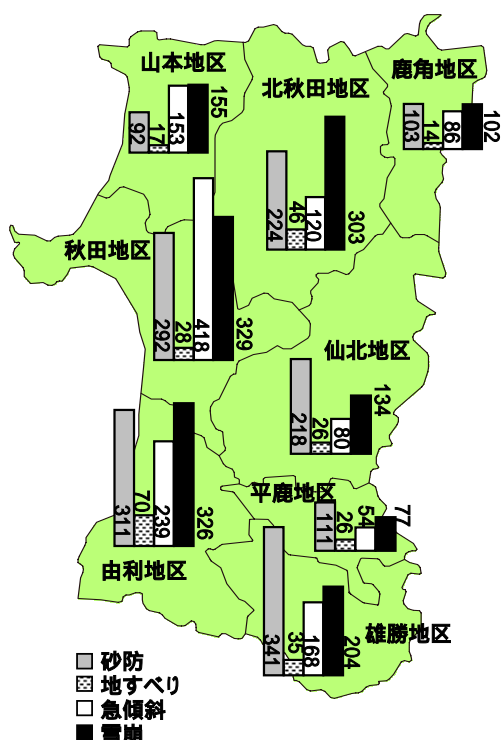 山本地区
92 17 153 155
北秋田地区
224 46 120 303
鹿角地区
103 14 86 102
秋田地区
292 28 418 329
仙北地区
218 26 80 134
由利地区
311 70 239 326
平鹿地区
111 26 54 77
雄勝地区
341 35 168 204
砂防
地すべり
急傾斜
雪崩